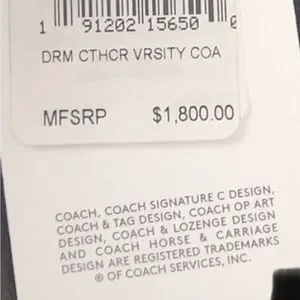 1 91202 15650 0
DRM CTHCR VRSITY COA
MFSRP $1,800.00
COACH, COACH SIGNATURE C DESIGN,
COACH & TAG DESIGN, COACH OP ART
DESIGN, COACH & LOZENGE DESIGN
AND COACH HORSE & CARRIAGE
DESIGN ARE REGISTERED TRADEMARKS
® OF COACH SERVICES, INC.